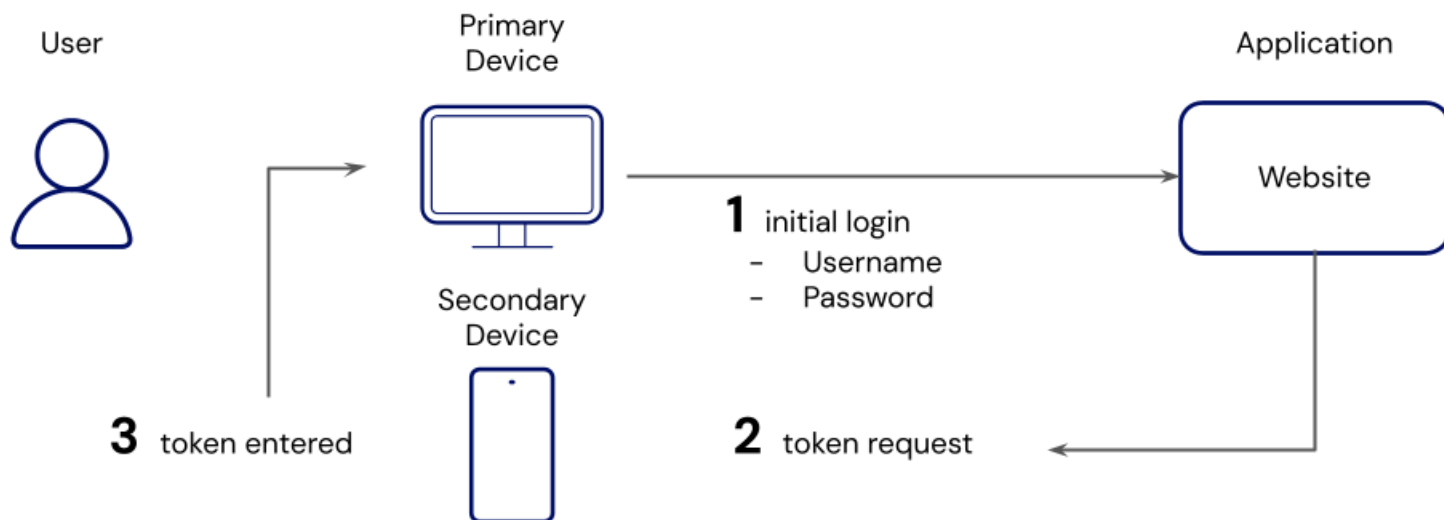 User
Primary
Device
Application
Website
1 initial login
- Username
- Password
Secondary
Device
3 token entered
2 token request